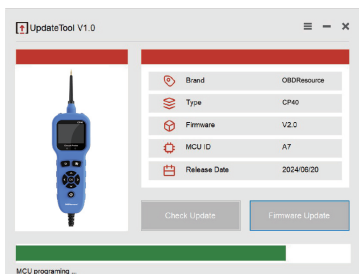 UpdateTool V1.0
Brand OBDResource
Type CP40
Firmware V2.0
MCU ID A7
Release Date 2024/06/20
Check Update Firmware Update
MCU programing ...